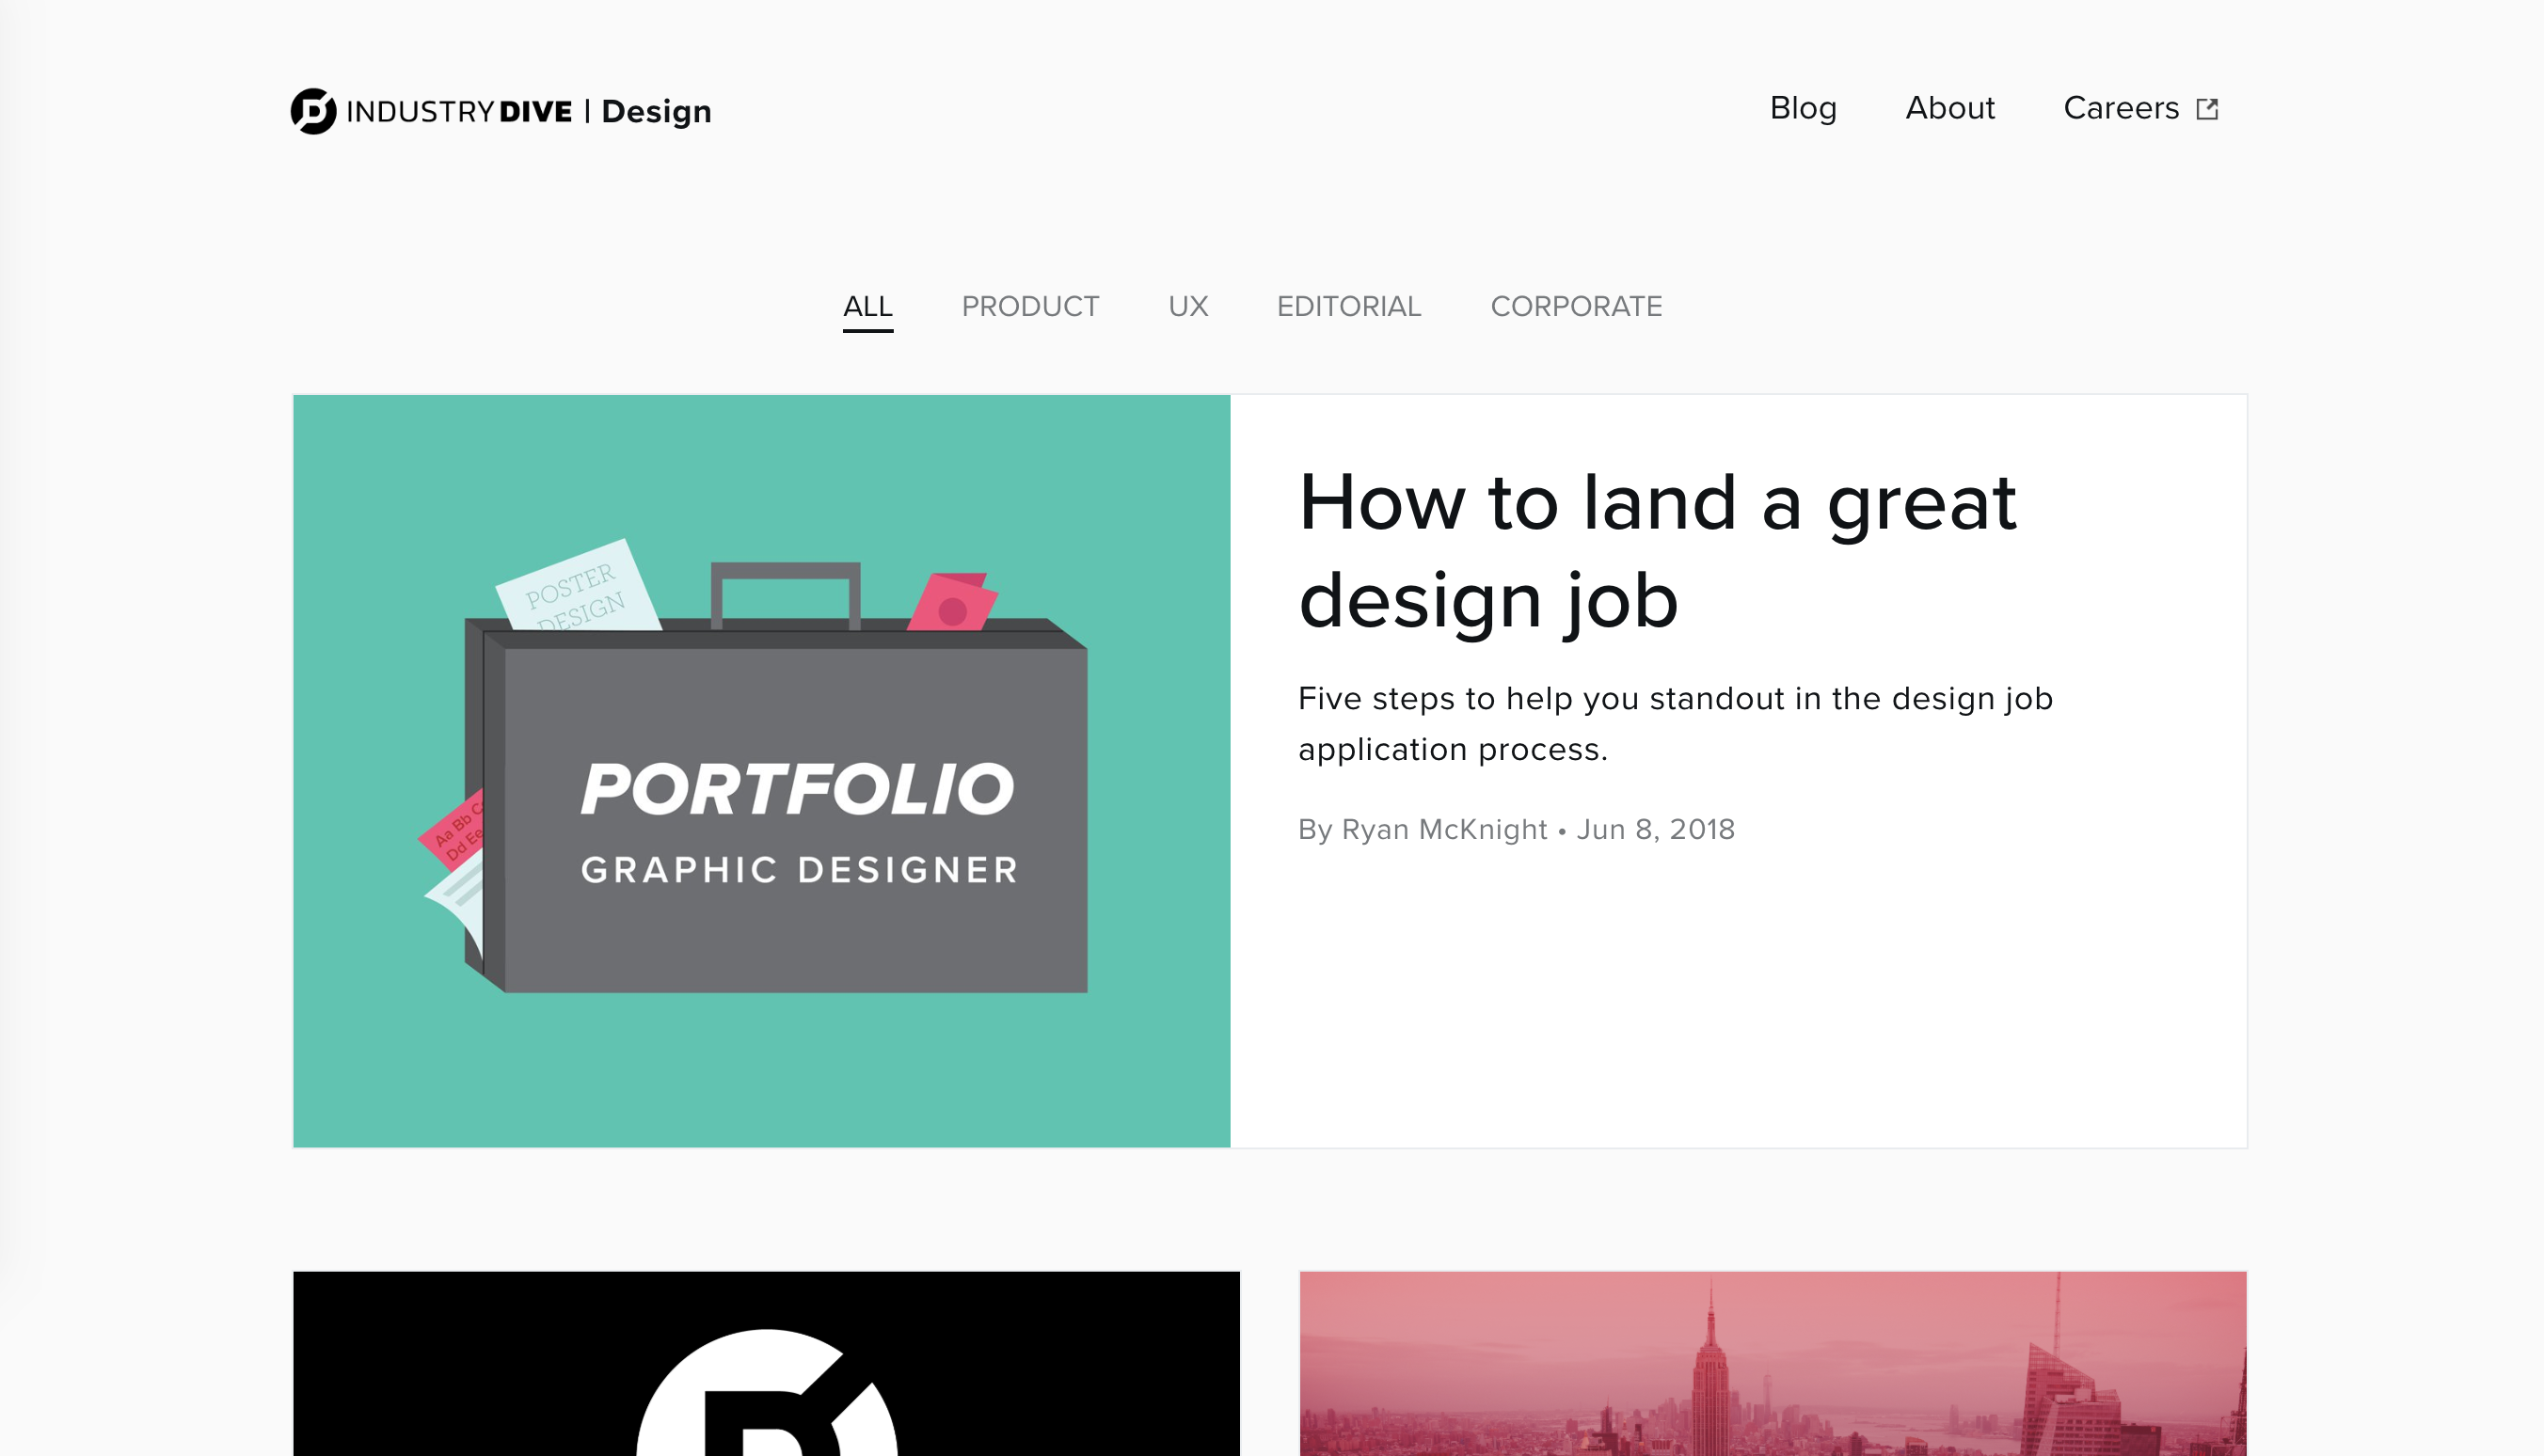 INDUSTRYDIVE | Design
Blog About Careers
ALL PRODUCT UX EDITORIAL CORPORATE
POSTER
DESIGN
PORTFOLIO
GRAPHIC DESIGNER
Aa Bb
Dd Ee
How to land a great
design job
Five steps to help you standout in the design job
application process.
By Ryan McKnight • Jun 8, 2018